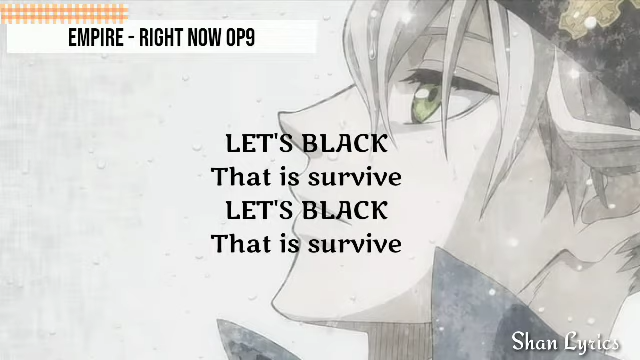 EMPIRE - RIGHT NOW OP9
LET'S BLACK
That is survive
LET'S BLACK
That is survive
Shan Lyrics